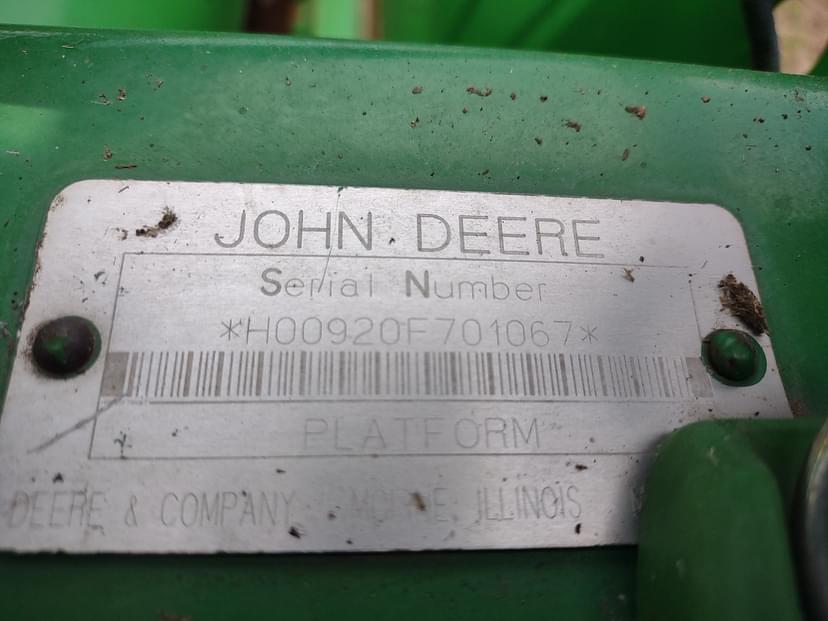 JOHN DEERE
Serial Number
*H00920F701067*
PLATFORM
DEERE & COMPANY MOLINE, ILLINOIS